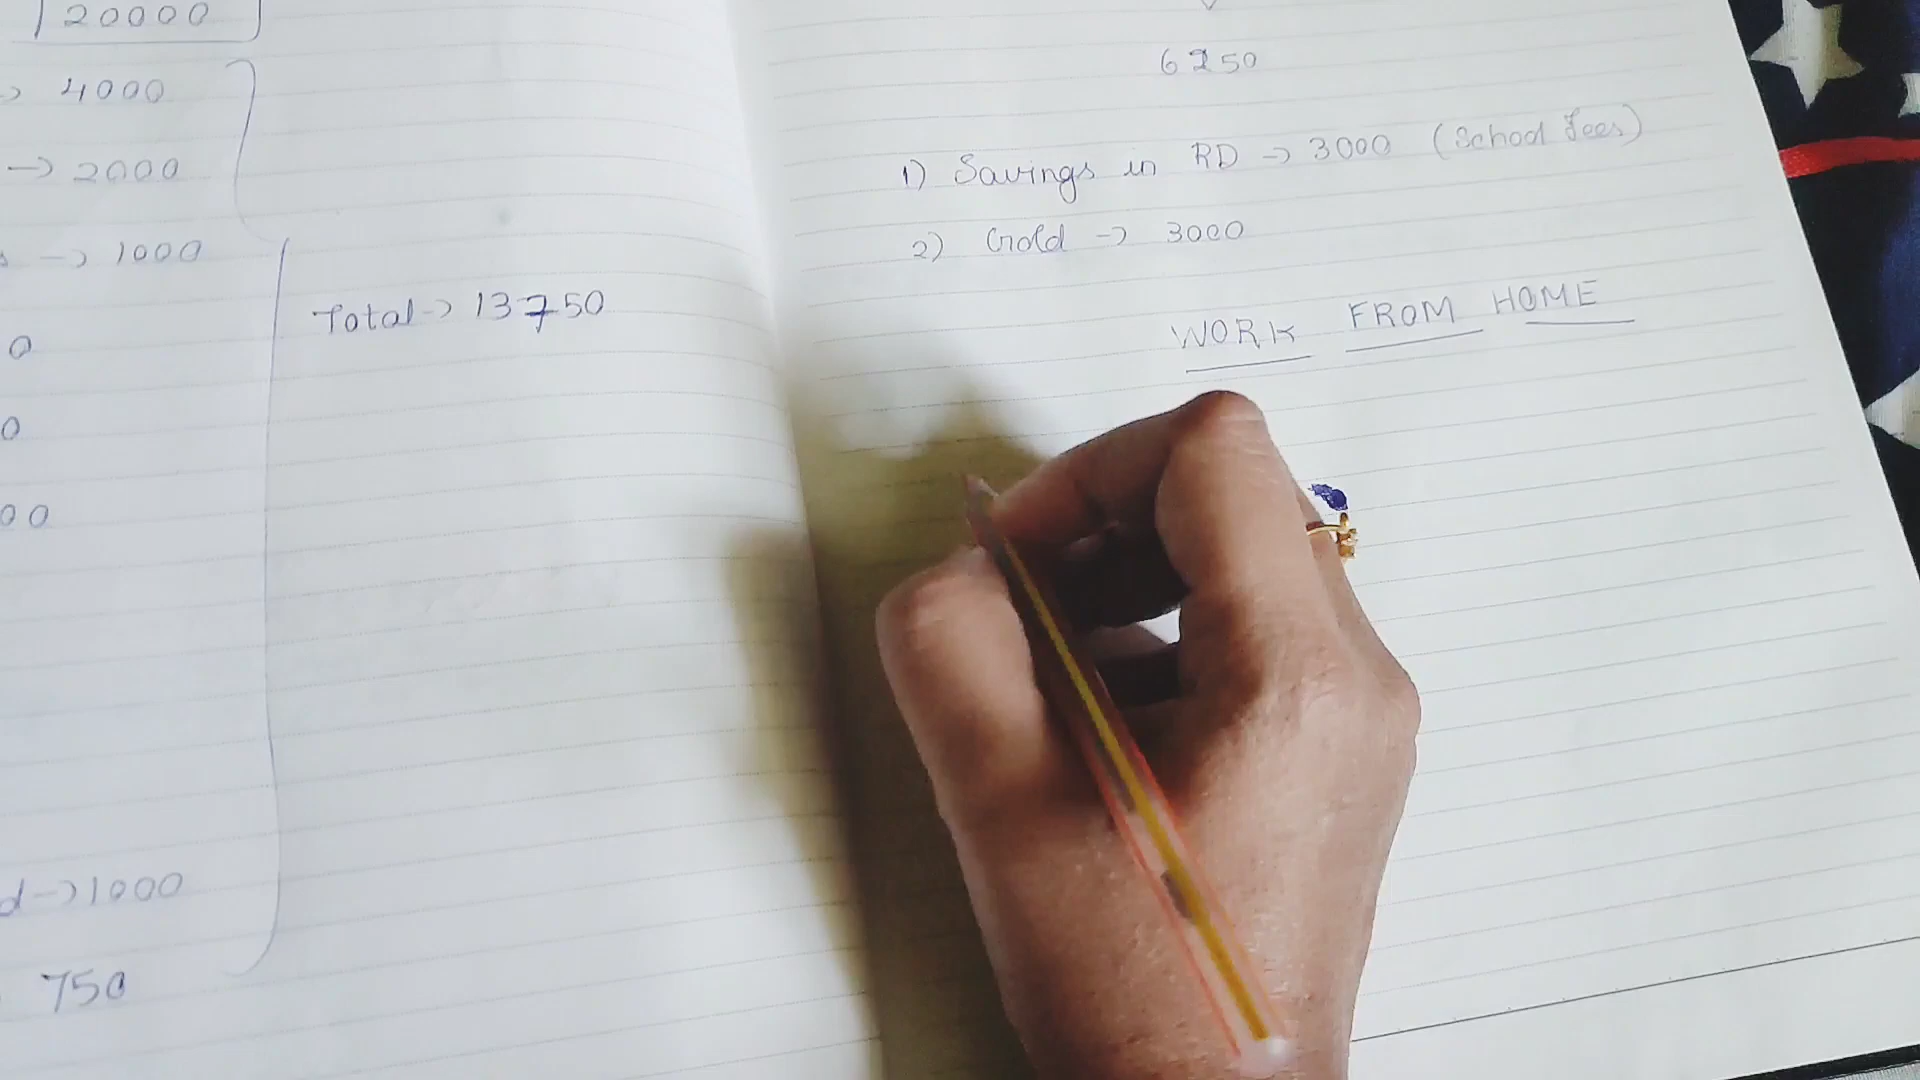 20000
-> 4000
-> 2000
s -> 1000
0
0
00
Total -> 13750
d -> 1000
750
6250
1) Savings in RD -> 3000 (School Fees)
2) Gold -> 3000
WORK FROM HOME